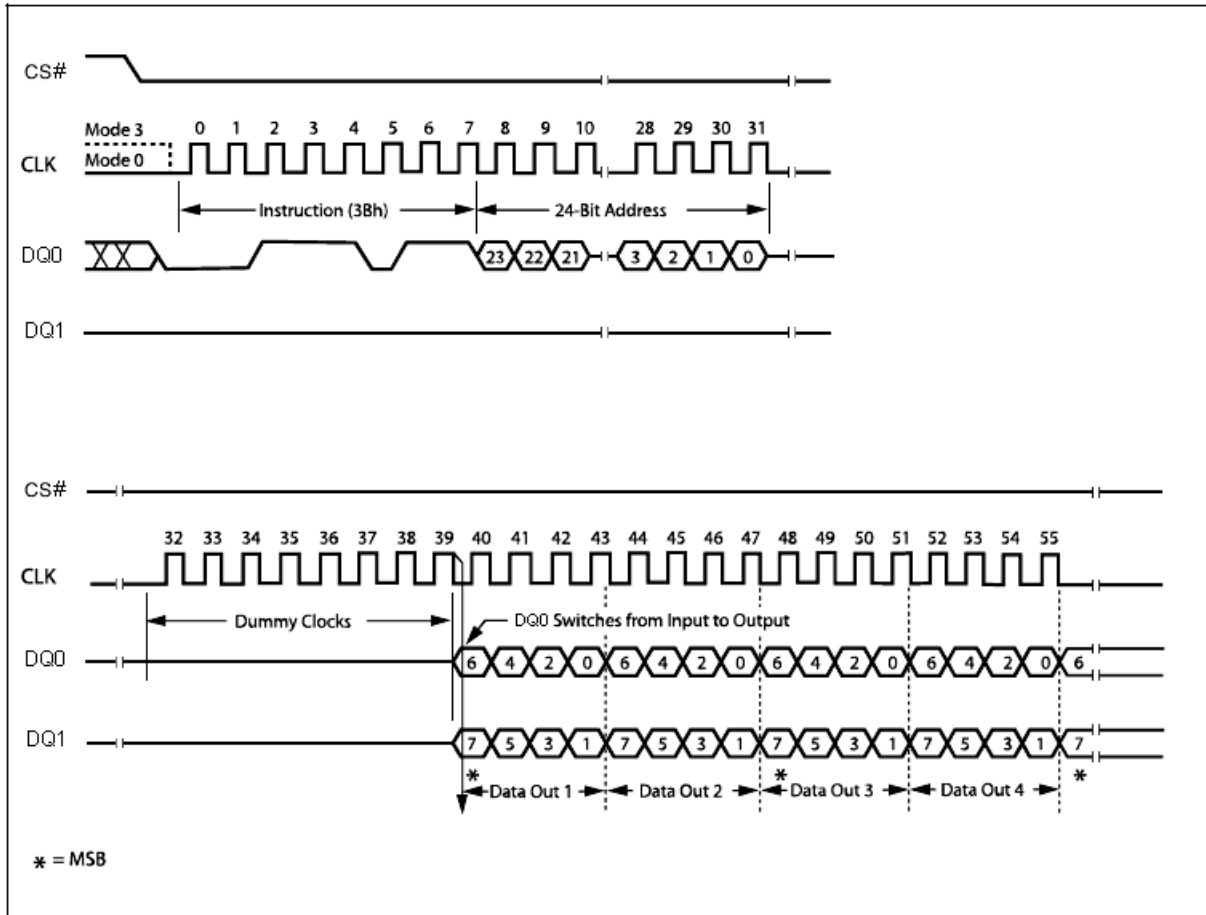 CS#
Mode 3 0 1 2 3 4 5 6 7 8 9 10 28 29 30 31
Mode 0
CLK
Instruction (3Bh) 24-Bit Address
DQ0 23 22 21 3 2 1 0
DQ1
CS#
32 33 34 35 36 37 38 39 40 41 42 43 44 45 46 47 48 49 50 51 52 53 54 55
CLK
Dummy Clocks DQ0 Switches from Input to Output
DQ0 6 4 2 0 6 4 2 0 6 4 2 0 6 4 2 0 6
DQ1 7 5 3 1 7 5 3 1 7 5 3 1 7 5 3 1 7
* * *
Data Out 1 Data Out 2 Data Out 3 Data Out 4
* = MSB